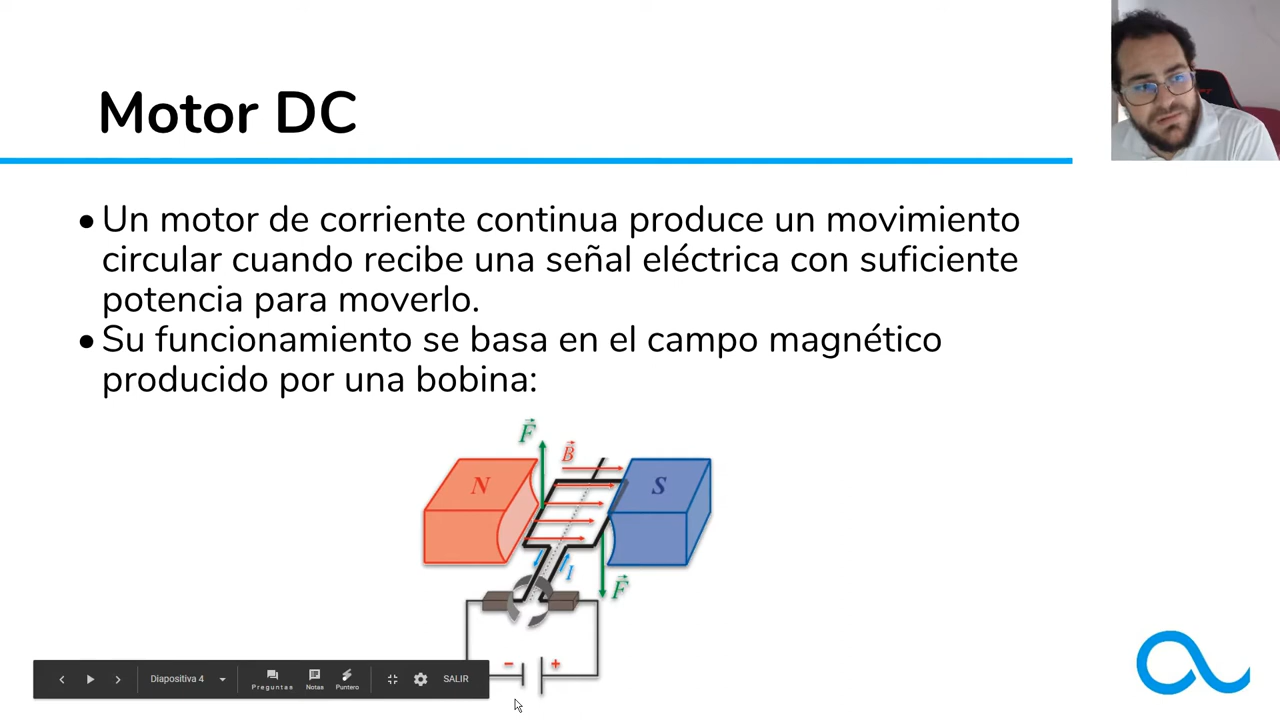 Motor DC
• Un motor de corriente continua produce un movimiento
circular cuando recibe una señal eléctrica con suficiente
potencia para moverlo.
• Su funcionamiento se basa en el campo magnético
producido por una bobina:
F
B
N
S
I
F
− +
Diapositiva 4
Preguntas Notas Puntero
SALIR